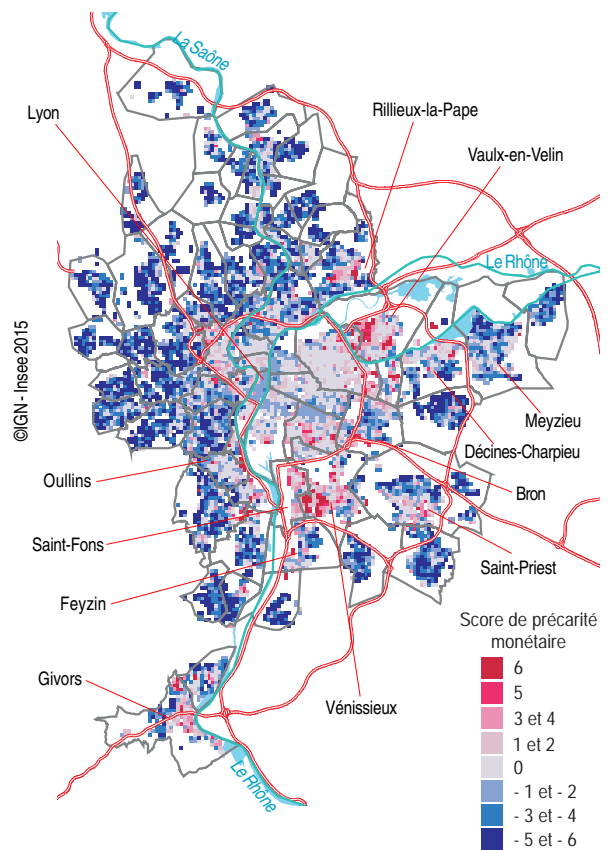 La Saône
Lyon
Rillieux-la-Pape
Vaulx-en-Velin
Le Rhône
©IGN - Insee 2015
Meyzieu
Décines-Charpieu
Oullins
Bron
Saint-Fons
Saint-Priest
Feyzin
Givors
Vénissieux
Le Rhône
Score de précarité
monétaire
6
5
3 et 4
1 et 2
0
- 1 et - 2
- 3 et - 4
- 5 et - 6